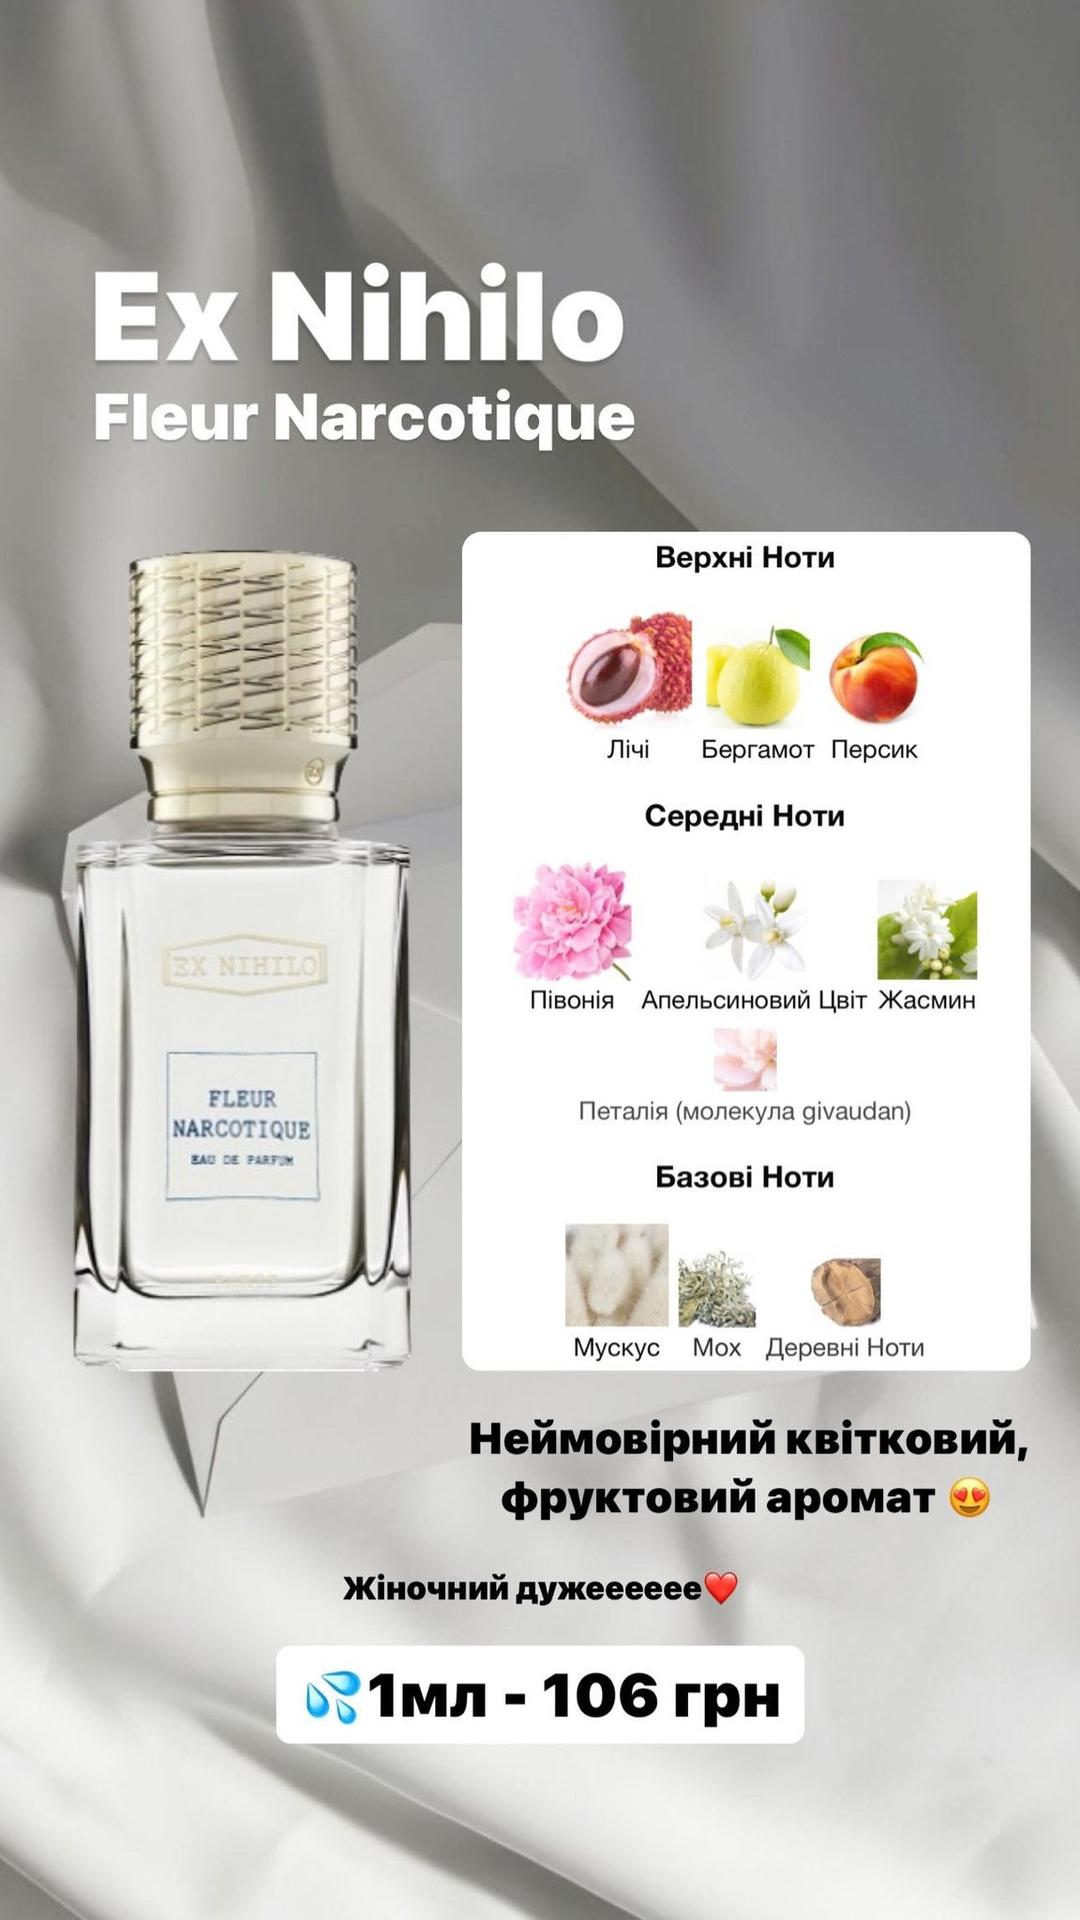 Ex Nihilo
Fleur Narcotique
EX NIHILO
FLEUR
NARCOTIQUE
EAU DE PARFUM
Верхні Ноти
Лічі Бергамот Персик
Середні Ноти
Півонія Апельсиновий Цвіт Жасмин
Петалія (молекула givaudan)
Базові Ноти
Мускус Мох Деревні Ноти
Неймовірний квітковий,
фруктовий аромат 😍
Жіночний дужеееееее❤️
💦1мл - 106 грн